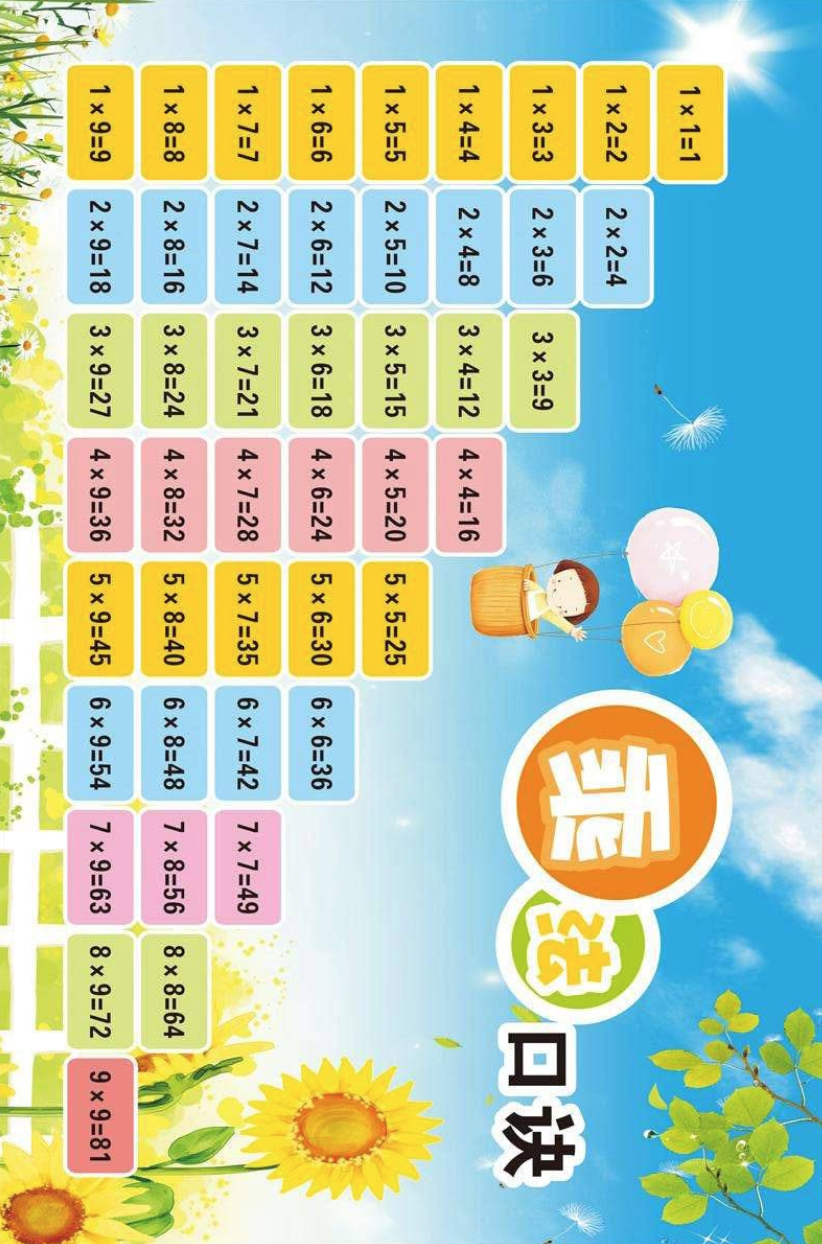 乘法口诀
1×1=1
1×2=2 2×2=4
1×3=3 2×3=6 3×3=9
1×4=4 2×4=8 3×4=12 4×4=16
1×5=5 2×5=10 3×5=15 4×5=20 5×5=25
1×6=6 2×6=12 3×6=18 4×6=24 5×6=30 6×6=36
1×7=7 2×7=14 3×7=21 4×7=28 5×7=35 6×7=42 7×7=49
1×8=8 2×8=16 3×8=24 4×8=32 5×8=40 6×8=48 7×8=56 8×8=64
1×9=9 2×9=18 3×9=27 4×9=36 5×9=45 6×9=54 7×9=63 8×9=72 9×9=81